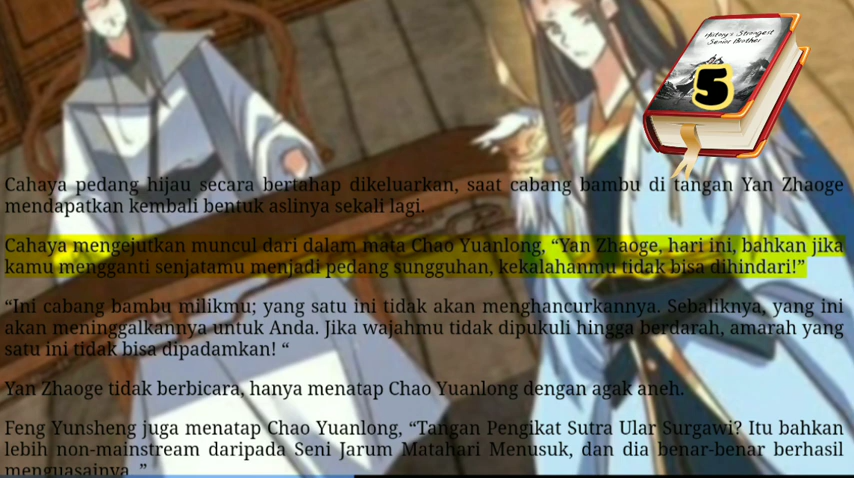 History's Strongest
Senior Brother
5
Cahaya pedang hijau secara bertahap dikeluarkan, saat cabang bambu di tangan Yan Zhaoge
mendapatkan kembali bentuk aslinya sekali lagi.
Cahaya mengejutkan muncul dari dalam mata Chao Yuanlong, “Yan Zhaoge, hari ini, bahkan jika
kamu mengganti senjatamu menjadi pedang sungguhan, kekalahanmu tidak bisa dihindari!”
“Ini cabang bambu milikmu; yang satu ini tidak akan menghancurkannya. Sebaliknya, yang ini
akan meninggalkannya untuk Anda. Jika wajahmu tidak dipukuli hingga berdarah, amarah yang
satu ini tidak bisa dipadamkan! “
Yan Zhaoge tidak berbicara, hanya menatap Chao Yuanlong dengan agak aneh.
Feng Yunsheng juga menatap Chao Yuanlong, “Tangan Pengikat Sutra Ular Surgawi? Itu bahkan
lebih non-mainstream daripada Seni Jarum Matahari Menusuk, dan dia benar-benar berhasil
menguasainya. ”